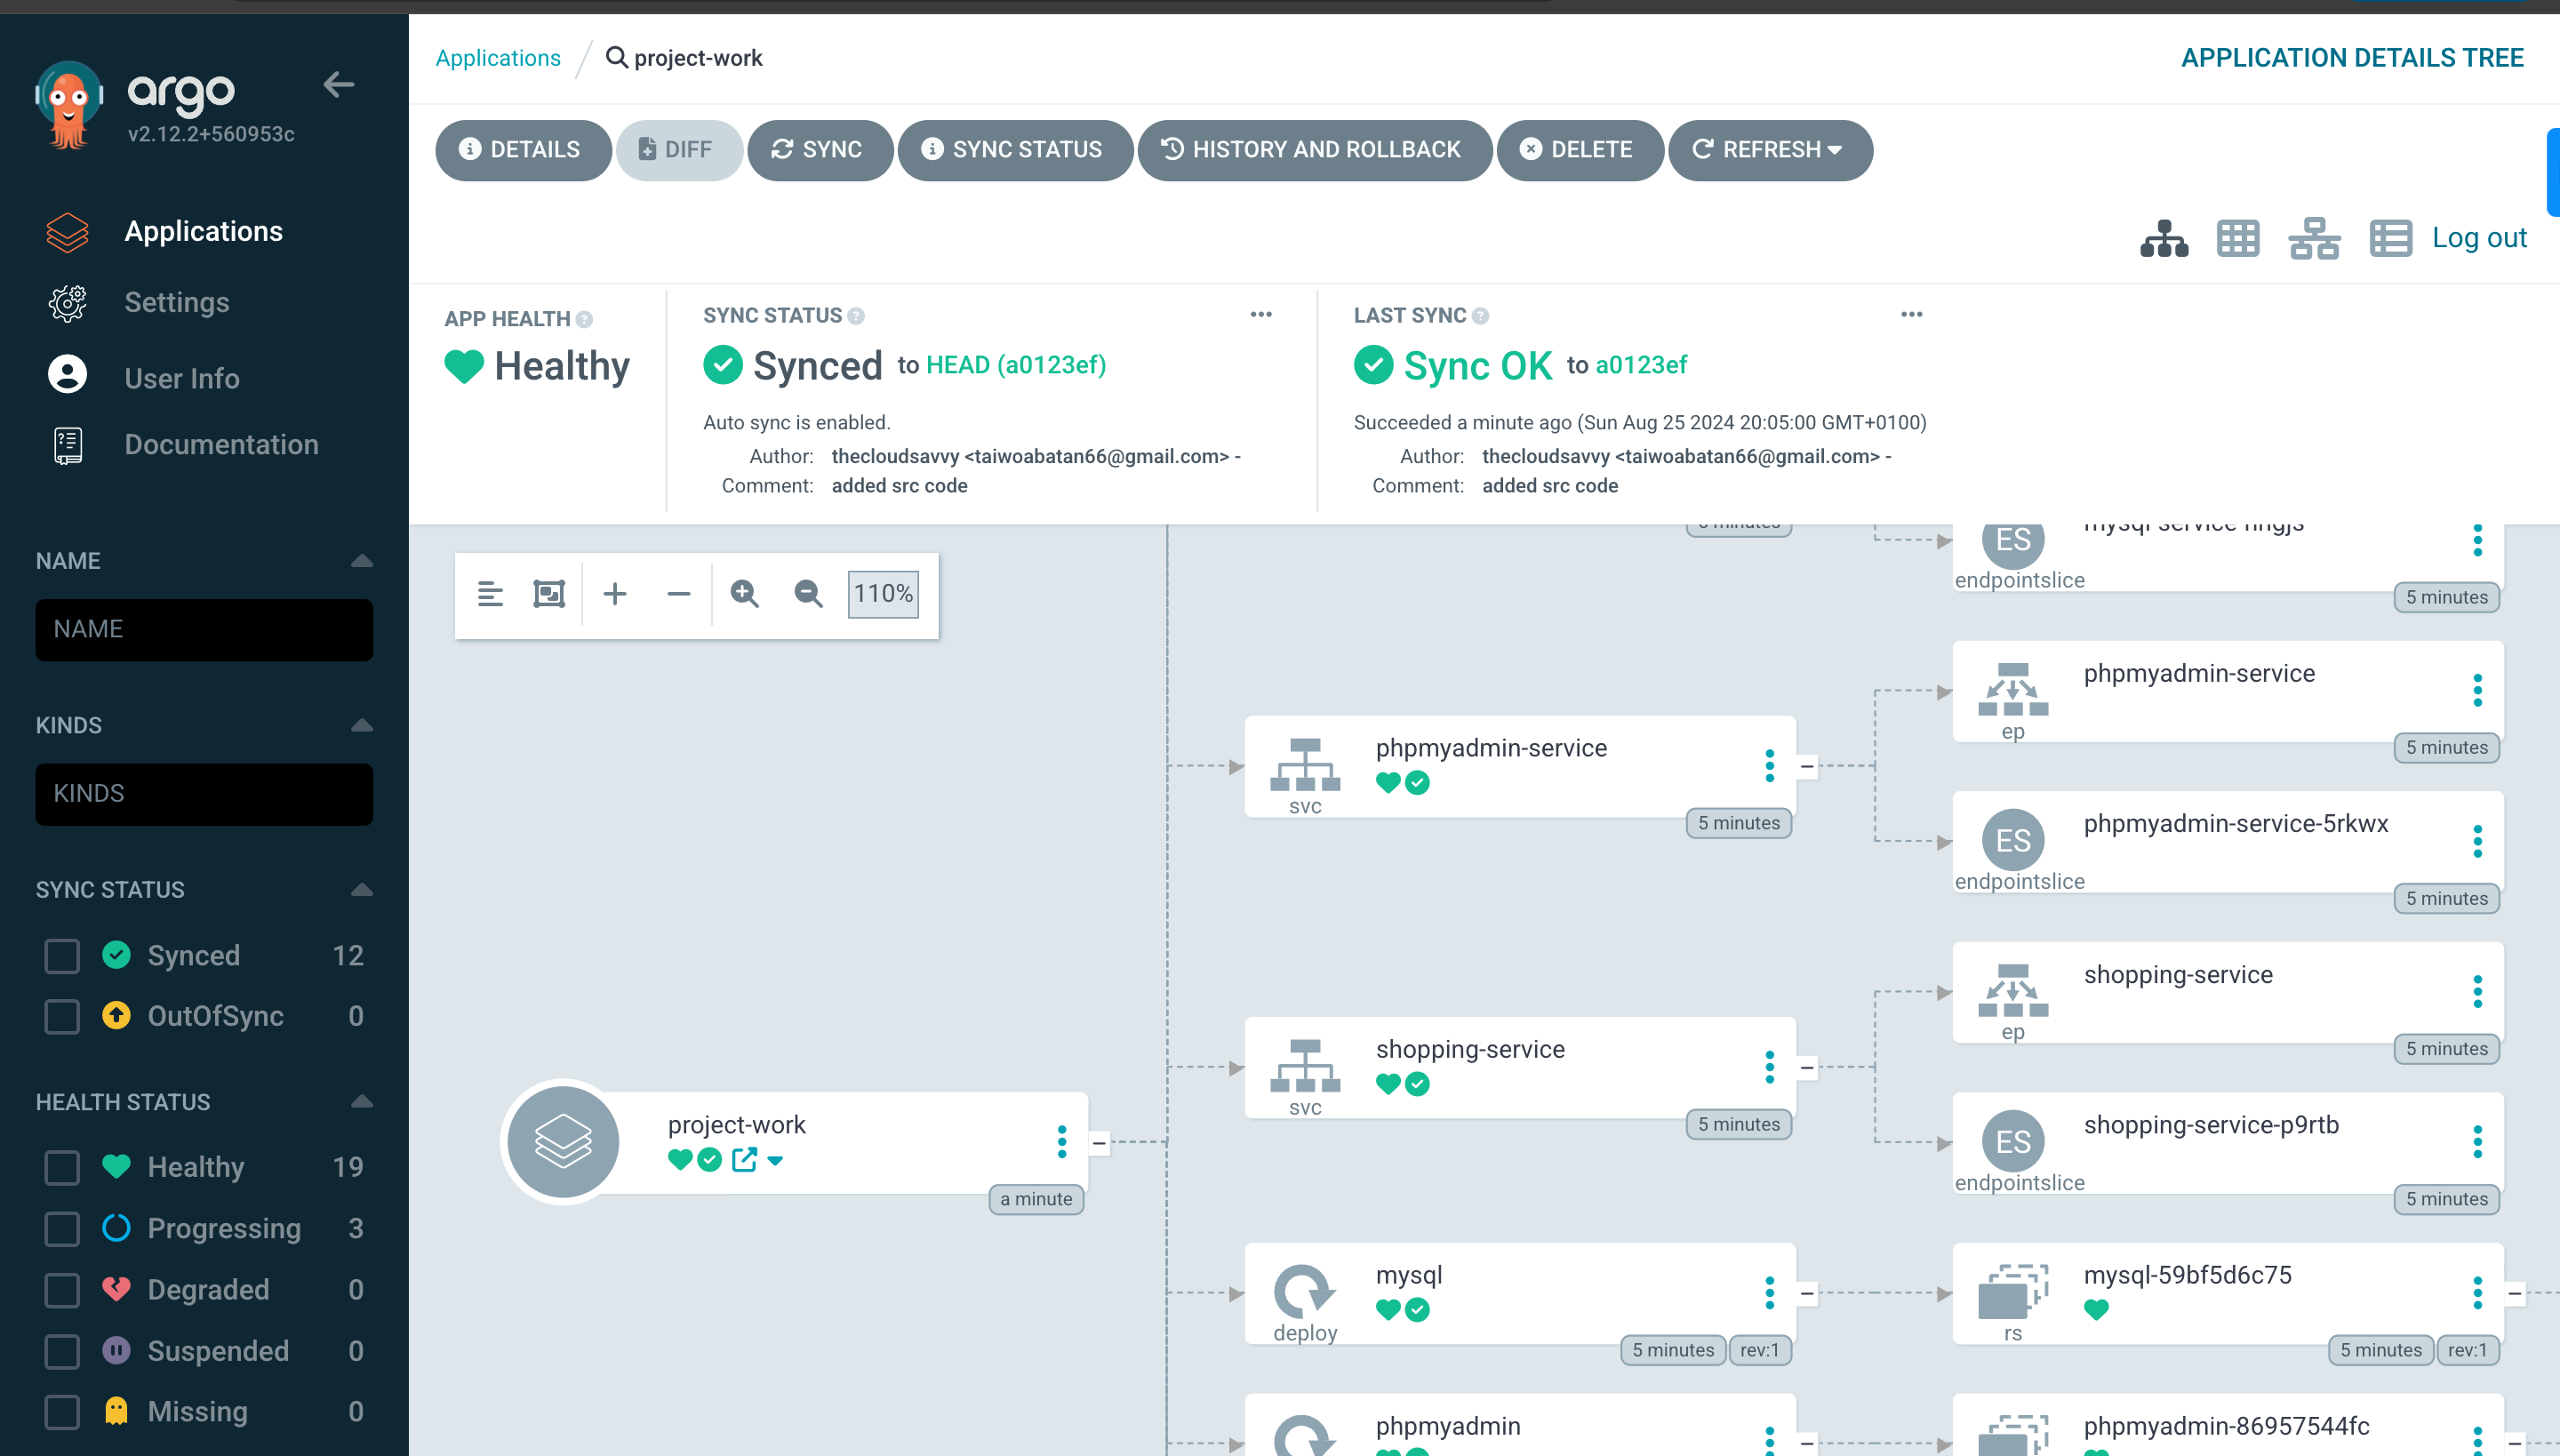 argo
v2.12.2+560953c
Applications
Settings
User Info
Documentation
NAME
NAME
KINDS
KINDS
SYNC STATUS
Synced 12
OutOfSync 0
HEALTH STATUS
Healthy 19
Progressing 3
Degraded 0
Suspended 0
Missing 0
Applications / project-work
APPLICATION DETAILS TREE
DETAILS DIFF SYNC SYNC STATUS HISTORY AND ROLLBACK DELETE REFRESH
Log out
APP HEALTH
Healthy
SYNC STATUS
Synced to HEAD (a0123ef)
Auto sync is enabled.
Author: thecloudsavvy <taiwoabatan66@gmail.com> -
Comment: added src code
LAST SYNC
Sync OK to a0123ef
Succeeded a minute ago (Sun Aug 25 2024 20:05:00 GMT+0100)
Author: thecloudsavvy <taiwoabatan66@gmail.com> -
Comment: added src code
110%
project-work
a minute
5 minutes
phpmyadmin-service
svc
5 minutes
shopping-service
svc
5 minutes
mysql
deploy
5 minutes rev:1
phpmyadmin
ES
endpointslice
5 minutes
phpmyadmin-service
ep
5 minutes
phpmyadmin-service-5rkwx
ES
endpointslice
5 minutes
shopping-service
ep
5 minutes
shopping-service-p9rtb
ES
endpointslice
5 minutes
mysql-59bf5d6c75
rs
5 minutes rev:1
phpmyadmin-86957544fc